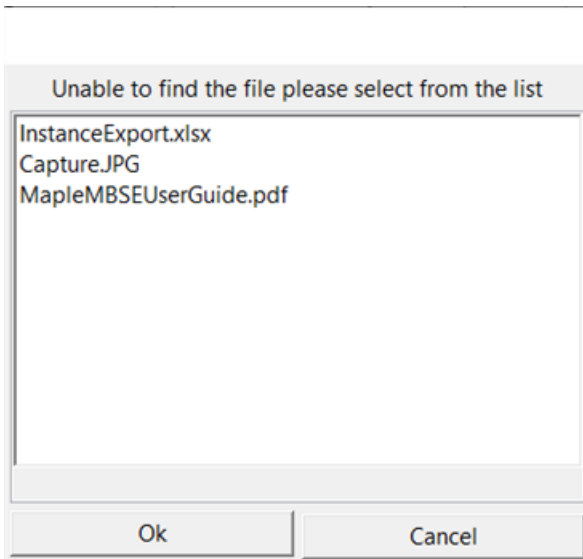 Unable to find the file please select from the list
InstanceExport.xlsx
Capture.JPG
MapleMBSEUserGuide.pdf
Ok
Cancel